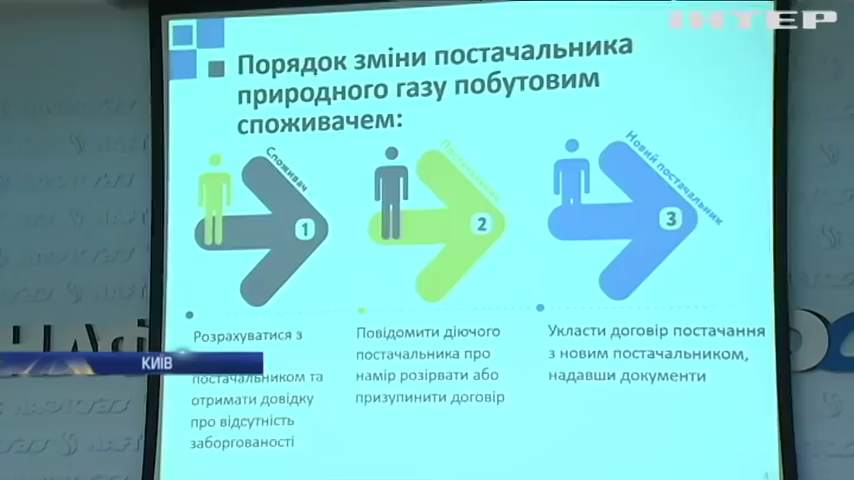 ІНТЕР
Порядок зміни постачальника
природного газу побутовим
споживачем:
Споживач
1
Постачальник
2
Новий постачальник
3
Розрахуватися з
постачальником та
отримати довідку
про відсутність
заборгованості
Повідомити діючого
постачальника про
намір розірвати або
призупинити договір
Укласти договір постачання
з новим постачальником,
надавши документи
КИЇВ